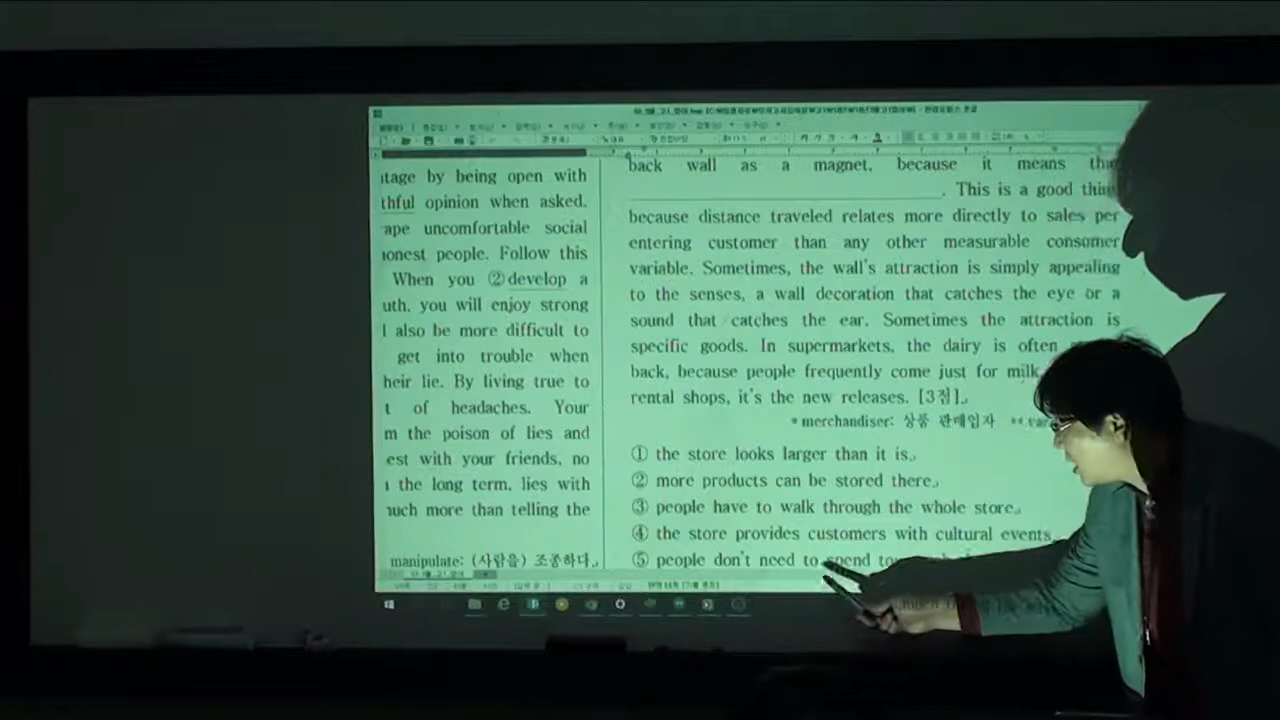 ntage by being open with
thful opinion when asked.
ape uncomfortable social
onest people. Follow this
When you ②develop a
uth, you will enjoy strong
l also be more difficult to
get into trouble when
heir lie. By living true to
t of headaches. Your
m the poison of lies and
est with your friends, no
n the long term, lies with
much more than telling the
manipulate: (사람을) 조종하다.
back wall as a magnet, because it means that
. This is a good thing
because distance traveled relates more directly to sales per
entering customer than any other measurable consumer
variable. Sometimes, the wall's attraction is simply appealing
to the senses, a wall decoration that catches the eye or a
sound that catches the ear. Sometimes the attraction is
specific goods. In supermarkets, the dairy is often
back, because people frequently come just for milk
rental shops, it's the new releases. [3점]
*merchandiser: 상품 판매업자 **
① the store looks larger than it is
② more products can be stored there
③ people have to walk through the whole store
④ the store provides customers with cultural events
⑤ people don't need to spend too